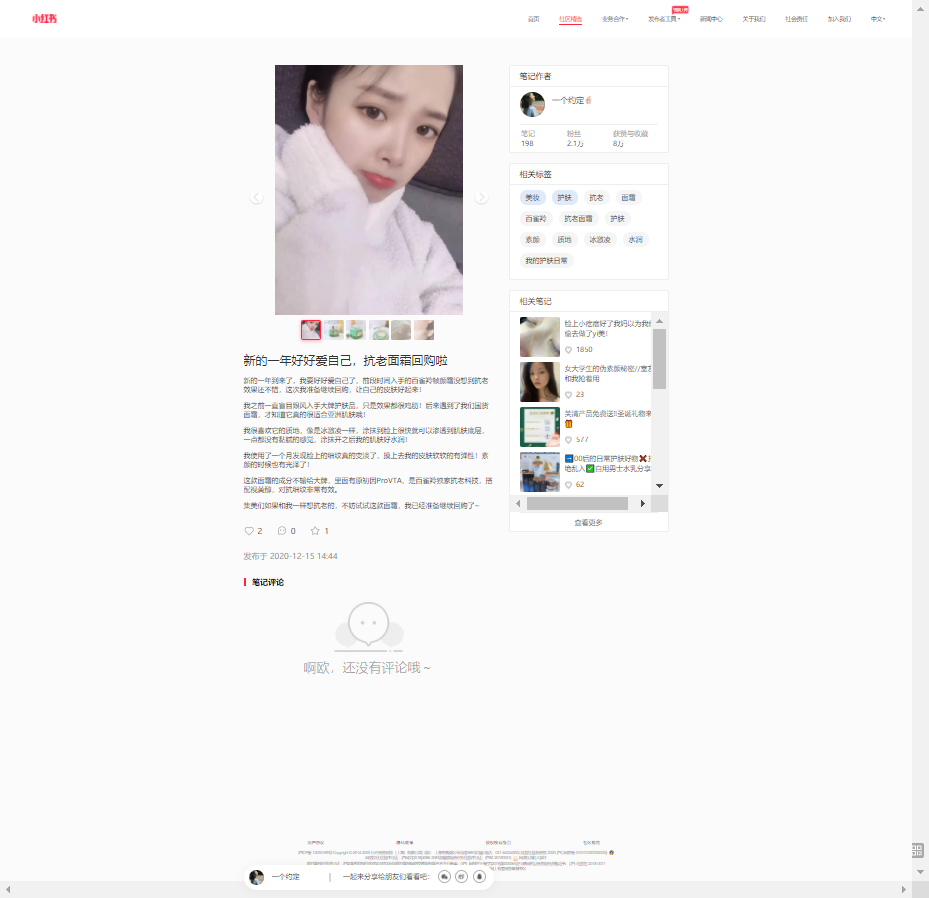 小红书
首页
社区精选
业务合作
发布者工具
新闻中心
关于我们
社会责任
加入我们
中文
笔记作者
一个约定
笔记
粉丝
获赞与收藏
198
2.1万
8万
相关标签
美妆 护肤 抗老 面霜
百雀羚 抗老面霜 护肤
素颜 质地 冰激凌 水润
我的护肤日常
相关笔记
脸上小疙瘩好了我妈以为我
偷去做了yi美!
1850
女大学生的伪素颜秘密//室友
和我抢着用
23
关清产品免费送!!圣诞礼物来
577
00后的日常护肤好物❌
地乱入✅自用男士水乳分享
62
查看更多
新的一年好好爱自己，抗老面霜回购啦
新的一年到来了，我要好好爱自己了，前段时间入手的百雀羚帧颜霜没想到抗老
效果还不错，这次我准备继续回购，让自己的皮肤好起来！
我之前一直盲目跟风入手大牌护肤品，只是效果都很鸡肋！后来遇到了我们国货
面霜，才知道它真的很适合亚洲肌肤哦！
我很喜欢它的质地，像是冰激凌一样，涂抹到脸上很快就可以渗透到肌肤底层，
一点都没有黏腻的感觉，涂抹开之后我的肌肤好水润！
我使用了一个月发现脸上的细纹真的变淡了，摸上去我的皮肤软软的有弹性！素
颜的时候也有光泽了！
这款面霜的成分不输给大牌，里面有原初因ProVTA，是百雀羚独家抗老科技，搭
配视黄醇，对抗细纹非常有效。
集美们如果和我一样想抗老的，不妨试试这款面霜，我已经准备继续回购了~
2 0 1
发布于 2020-12-15 14:44
笔记评论
啊欧，还没有评论哦~
一个约定
一起来分享给朋友们看看吧：